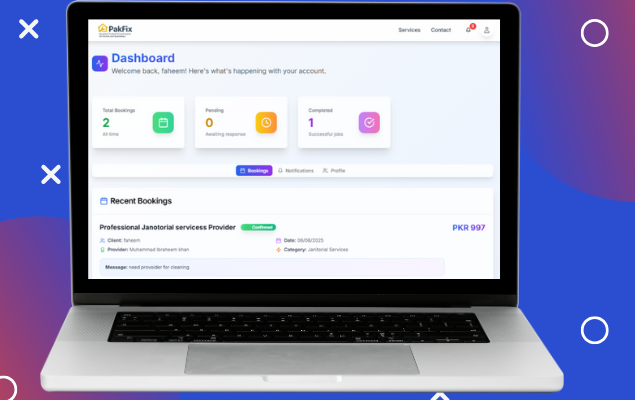 PakFix
Services
Contact
Dashboard
Welcome back, faheem! Here's what's happening with your account.
Total Bookings
2
All time
Pending
0
Awaiting response
Completed
1
Successful jobs
Bookings
Notifications
Profile
Recent Bookings
Professional Janotorial servicess Provider
Confirmed
PKR 997
Client: faheem
Date: 06/06/2025
Provider: Muhammad Ibraheem khan
Category: Janitorial Services
Message: need provider for cleaning